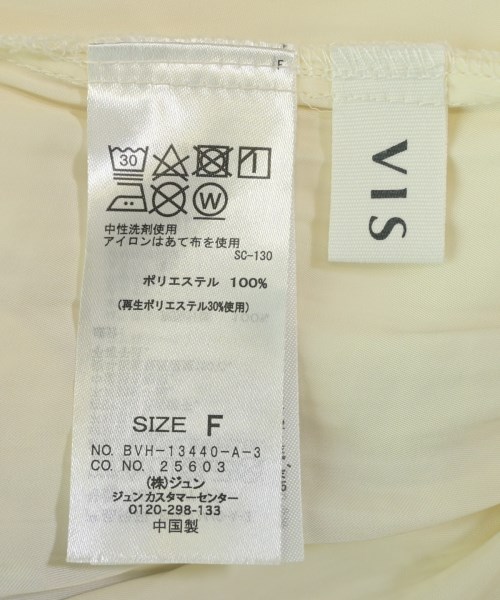 F
30
W
中性洗剤使用
アイロンはあて布を使用
SC-130
ポリエステル 100%
(再生ポリエステル30%使用)
SIZE F
NO. BVH-13440-A-3
CO. NO. 25603
(株)ジュン
ジュンカスタマーセンター
0120-298-133
中国製
VIS